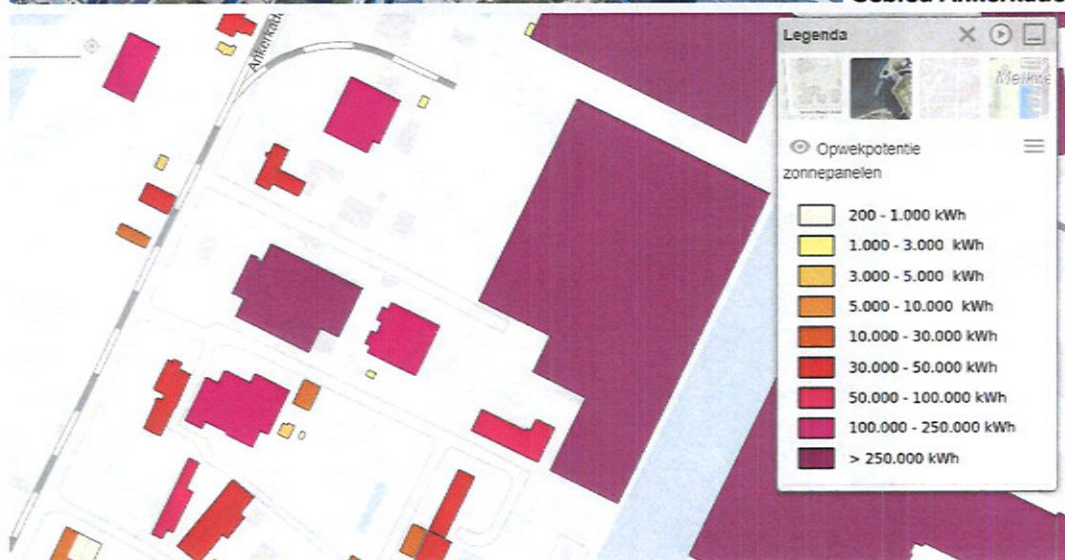 Gebied Ankerkade
Ankerkade
Legenda
Opwekpotentie
zonnepanelen
200 - 1.000 kWh
1.000 - 3.000 kWh
3.000 - 5.000 kWh
5.000 - 10.000 kWh
10.000 - 30.000 kWh
30.000 - 50.000 kWh
50.000 - 100.000 kWh
100.000 - 250.000 kWh
> 250.000 kWh